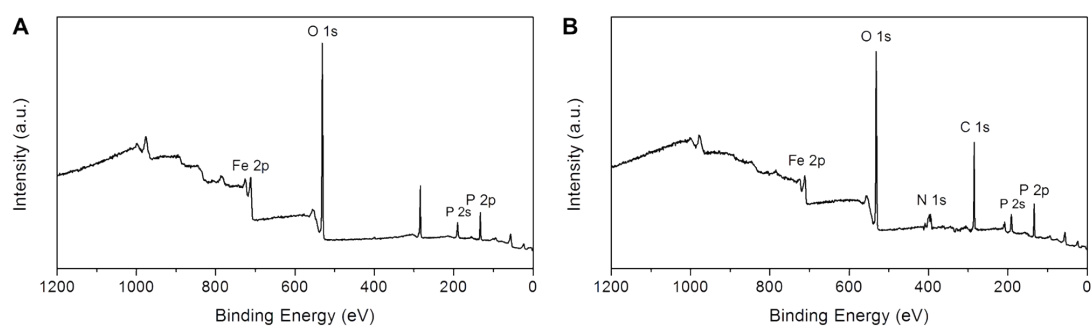 A
O 1s
Fe 2p
P 2s
P 2p
Intensity (a.u.)
1200 1000 800 600 400 200 0
Binding Energy (eV)
B
O 1s
C 1s
Fe 2p
N 1s
P 2s
P 2p
Intensity (a.u.)
1200 1000 800 600 400 200 0
Binding Energy (eV)